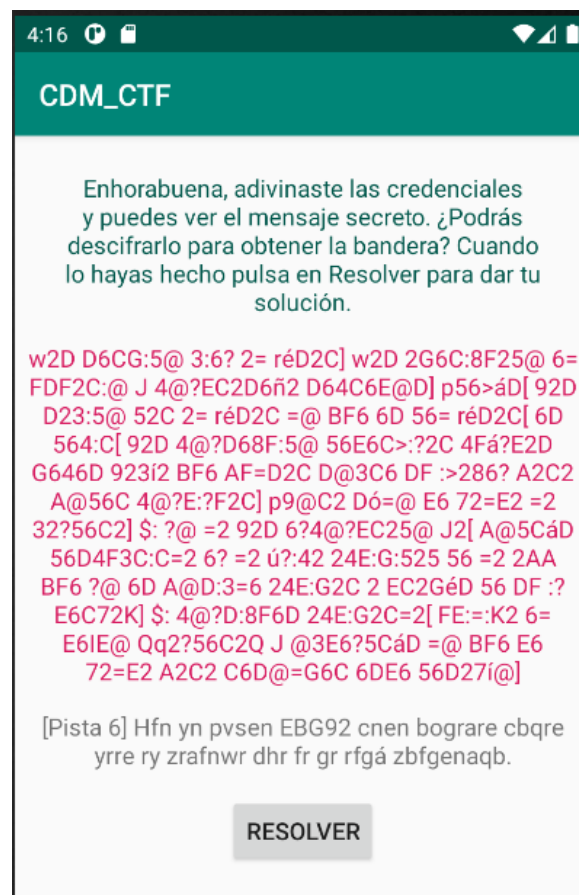 4:16
CDM_CTF
Enhorabuena, adivinaste las credenciales
y puedes ver el mensaje secreto. ¿Podrás
descifrarlo para obtener la bandera? Cuando
lo hayas hecho pulsa en Resolver para dar tu
solución.
w2D D6CG:5@ 3:6? 2= réD2C] w2D 2G6C:8F25@ 6=
FDF2C:@ J 4@?EC2D6ñ2 D64C6E@D] p56>áD[ 92D
D23:5@ 52C 2= réD2C =@ BF6 6D 56= réD2C[ 6D
564:C[ 92D 4@?D68F:5@ 56E6C>:?2C 4Fá?E2D
G646D 923í2 BF6 AF=D2C D@3C6 DF :>286? A2C2
A@56C 4@?E:?F2C] p9@C2 Dó=@ E6 72=E2 =2
32?56C2] $: ?@ =2 92D 6?4@?EC25@ J2[ A@5CáD
56D4F3C:C=2 6? =2 ú?:42 24E:G:525 56 =2 2AA
BF6 ?@ 6D A@D:3=6 24E:G2C 2 EC2GéD 56 DF :?
E6C72K] $: 4@?D:8F6D 24E:G2C=2[ FE:=:K2 6=
E6IE@ Qq2?56C2Q J @3E6?5CáD =@ BF6 E6
72=E2 A2C2 C6D@=G6C 6DE6 56D27í@]
[Pista 6] Hfn yn pvsen EBG92 cnen bograre cbqre
yrre ry zrafnwr dhr fr gr rfgá zbfgenaqb.
RESOLVER